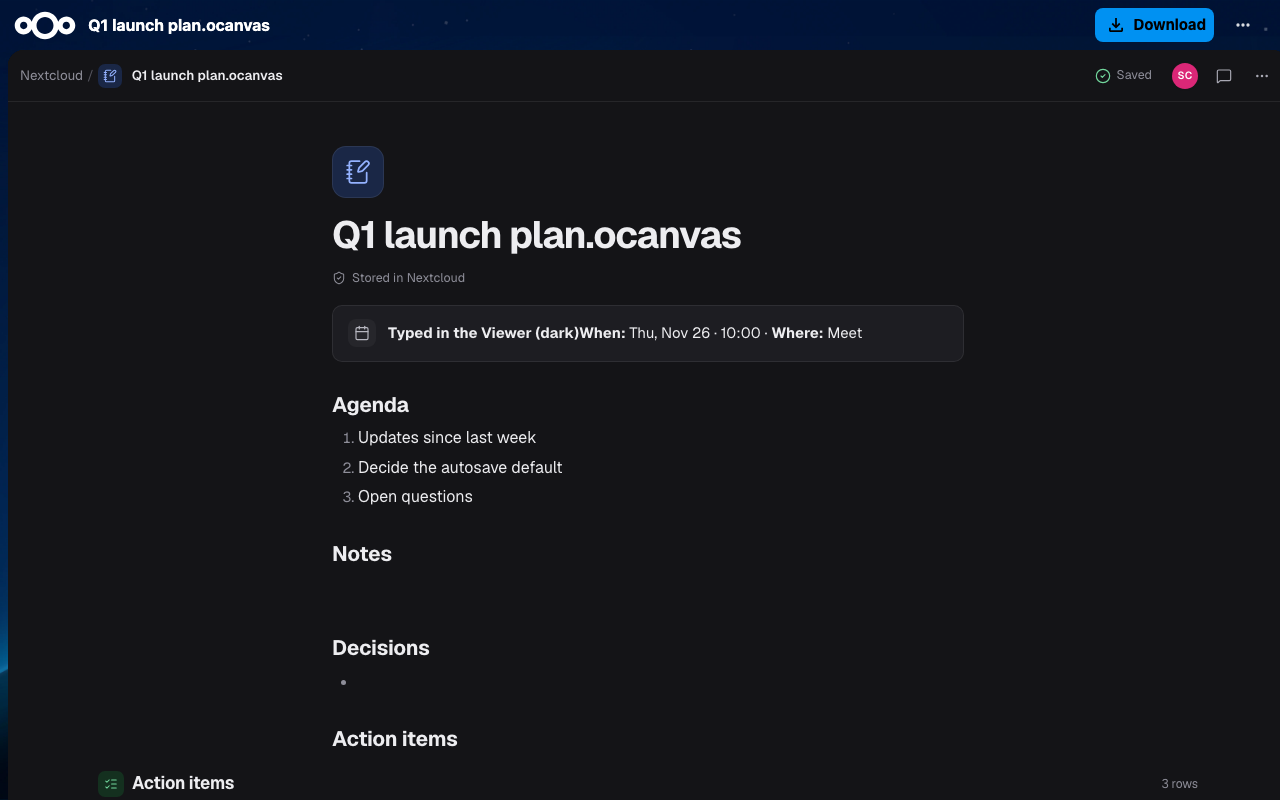 Q1 launch plan.ocanvas
Download
Nextcloud / Q1 launch plan.ocanvas
Saved
SC
Q1 launch plan.ocanvas
Stored in Nextcloud
Typed in the Viewer (dark)When: Thu, Nov 26 · 10:00 · Where: Meet
Agenda
1. Updates since last week
2. Decide the autosave default
3. Open questions
Notes
Decisions
•
Action items
Action items
3 rows